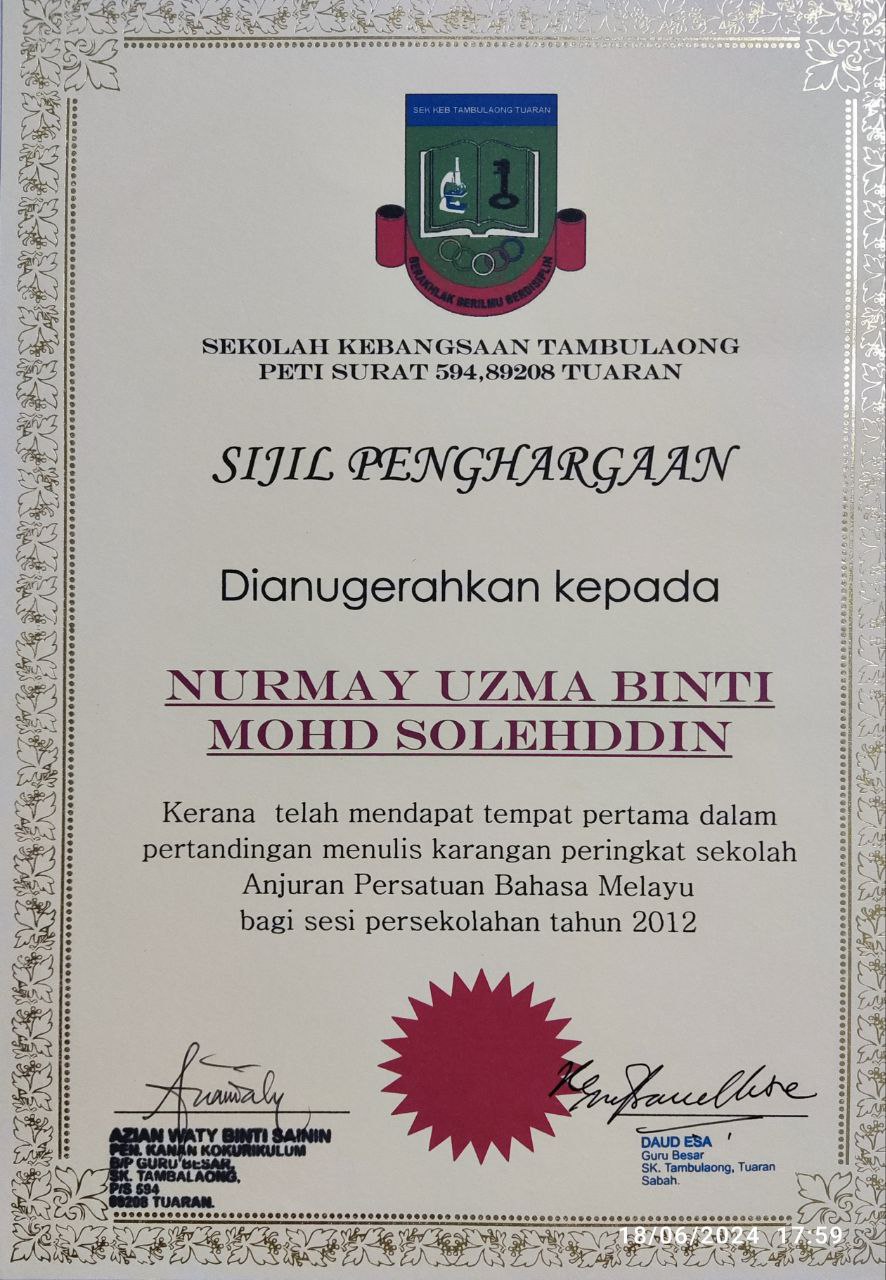 SEK KEB TAMBULAONG TUARAN
BERAKHLAK BERILMU BERDISIPLIN
SEK0LAH KEBANGSAAN TAMBULAONG
PETI SURAT 594,89208 TUARAN
SIJIL PENGHARGAAN
Dianugerahkan kepada
NURMAY UZMA BINTI
MOHD SOLEHDDIN
Kerana telah mendapat tempat pertama dalam
pertandingan menulis karangan peringkat sekolah
Anjuran Persatuan Bahasa Melayu
bagi sesi persekolahan tahun 2012
AZIAN WATY BINTI SAININ
PEN. KANAN KOKURIKULUM
B/P GURU BESAR,
SK. TAMBALAONG,
P/S 594
89208 TUARAN.
DAUD ESA
Guru Besar
SK. Tambulaong, Tuaran
Sabah.
18/06/2024 17:59